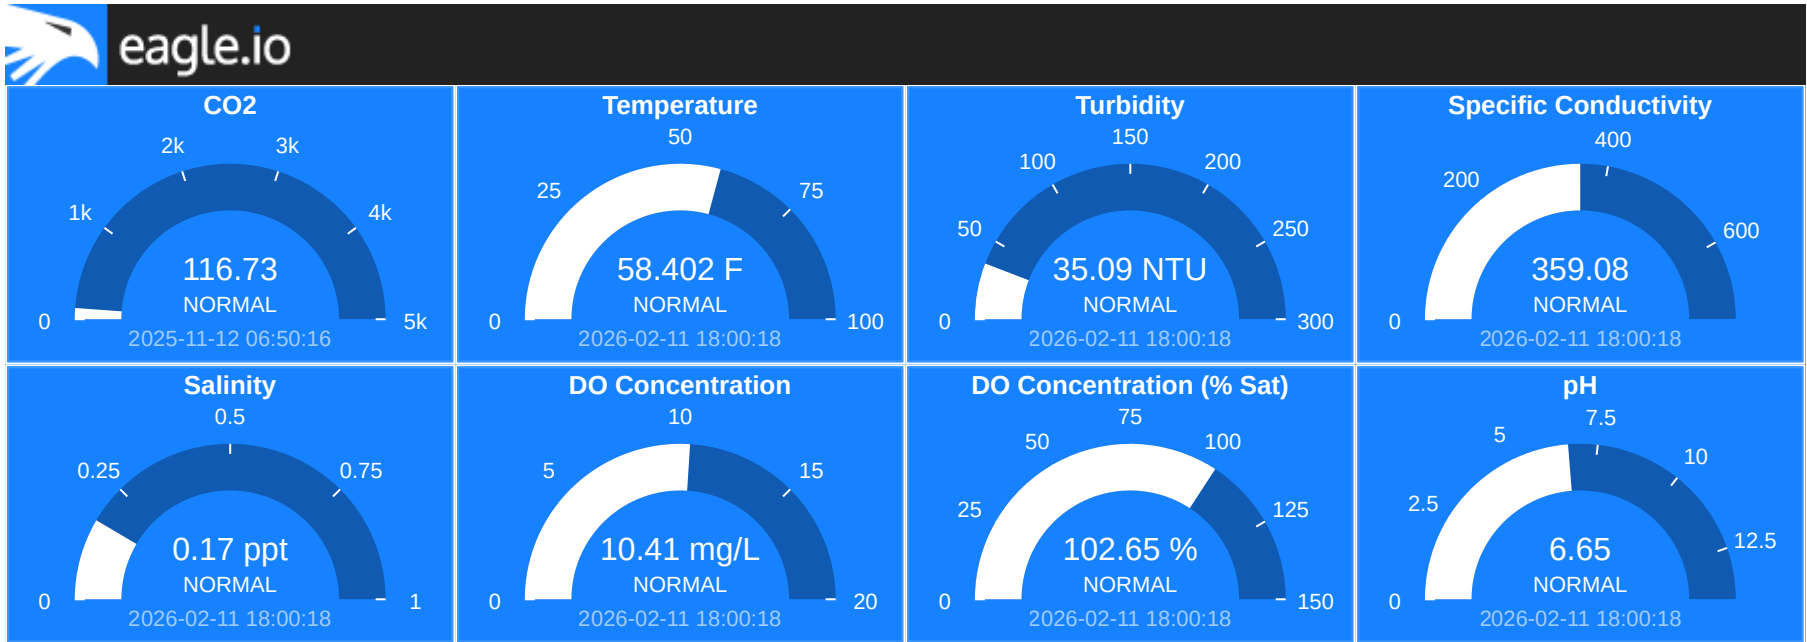 eagle.io
CO2
0
1k
2k
3k
4k
5k
116.73
NORMAL
2025-11-12 06:50:16
Temperature
0
25
50
75
100
58.402 F
NORMAL
2026-02-11 18:00:18
Turbidity
0
50
100
150
200
250
300
35.09 NTU
NORMAL
2026-02-11 18:00:18
Specific Conductivity
0
200
400
600
359.08
NORMAL
2026-02-11 18:00:18
Salinity
0
0.25
0.5
0.75
1
0.17 ppt
NORMAL
2026-02-11 18:00:18
DO Concentration
0
5
10
15
20
10.41 mg/L
NORMAL
2026-02-11 18:00:18
DO Concentration (% Sat)
0
25
50
75
100
125
150
102.65 %
NORMAL
2026-02-11 18:00:18
pH
0
2.5
5
7.5
10
12.5
6.65
NORMAL
2026-02-11 18:00:18